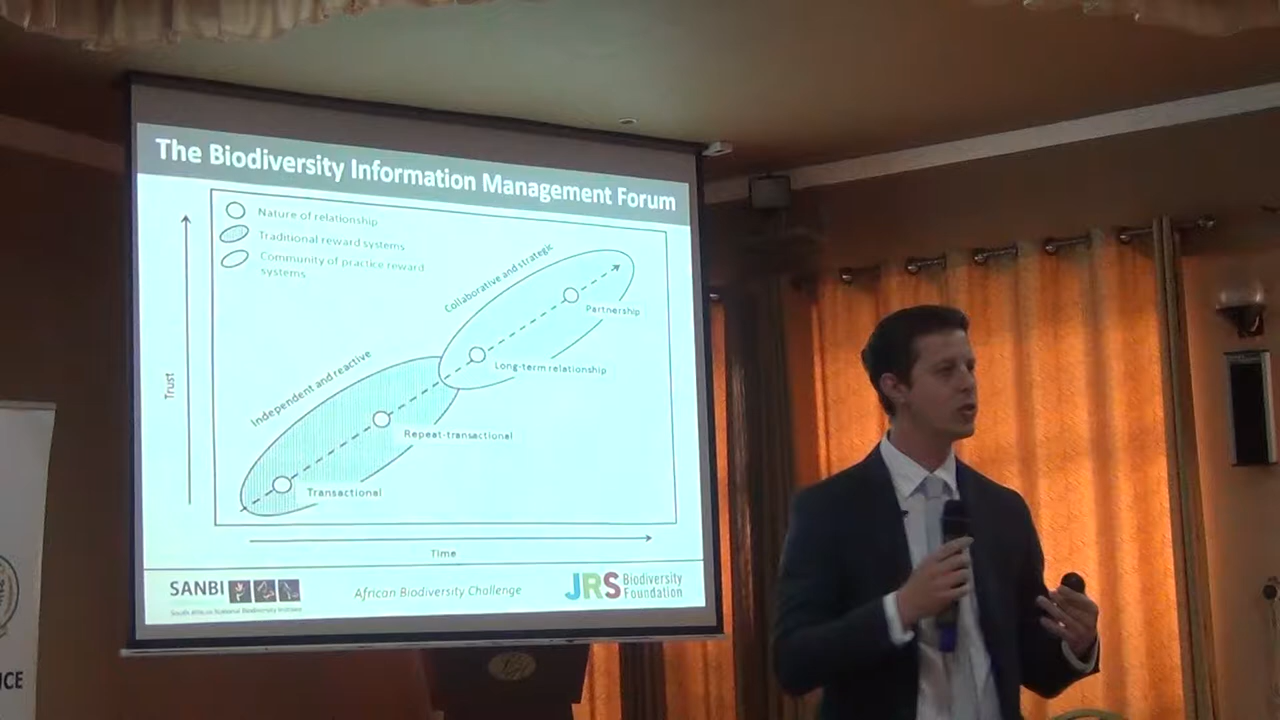 The Biodiversity Information Management Forum
Nature of relationship
Traditional reward systems
Community of practice reward
systems
Collaborative and strategic
Partnership
Long-term relationship
Independent and reactive
Repeat-transactional
Transactional
Trust
Time
SANBI
South African National Biodiversity Institute
African Biodiversity Challenge
JRS Biodiversity
Foundation
ICE